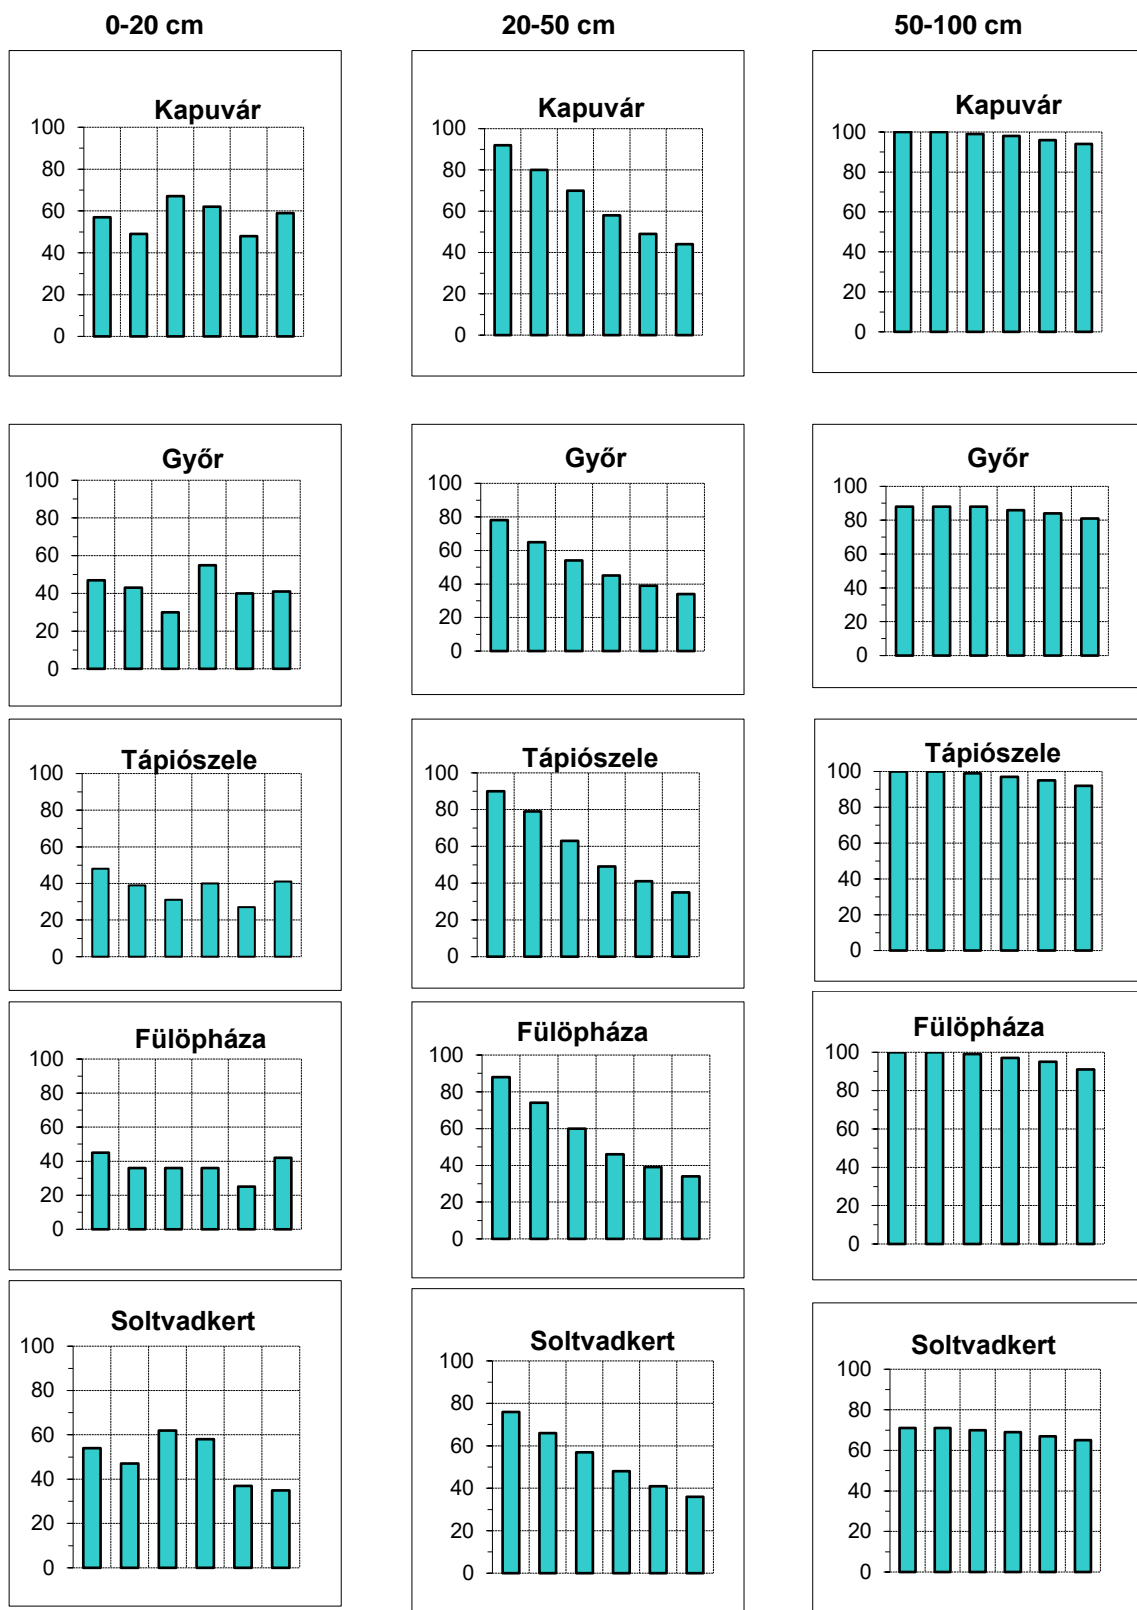 0-20 cm 20-50 cm 50-100 cm
Kapuvár Kapuvár Kapuvár
100 100 100
80 80 80
60 60 60
40 40 40
20 20 20
0 0 0
Győr Győr Győr
100 100 100
80 80 80
60 60 60
40 40 40
20 20 20
0 0 0
Tápiószele Tápiószele Tápiószele
100 100 100
80 80 80
60 60 60
40 40 40
20 20 20
0 0 0
Fülöpháza Fülöpháza Fülöpháza
100 100 100
80 80 80
60 60 60
40 40 40
20 20 20
0 0 0
Soltvadkert Soltvadkert Soltvadkert
100 100 100
80 80 80
60 60 60
40 40 40
20 20 20
0 0 0